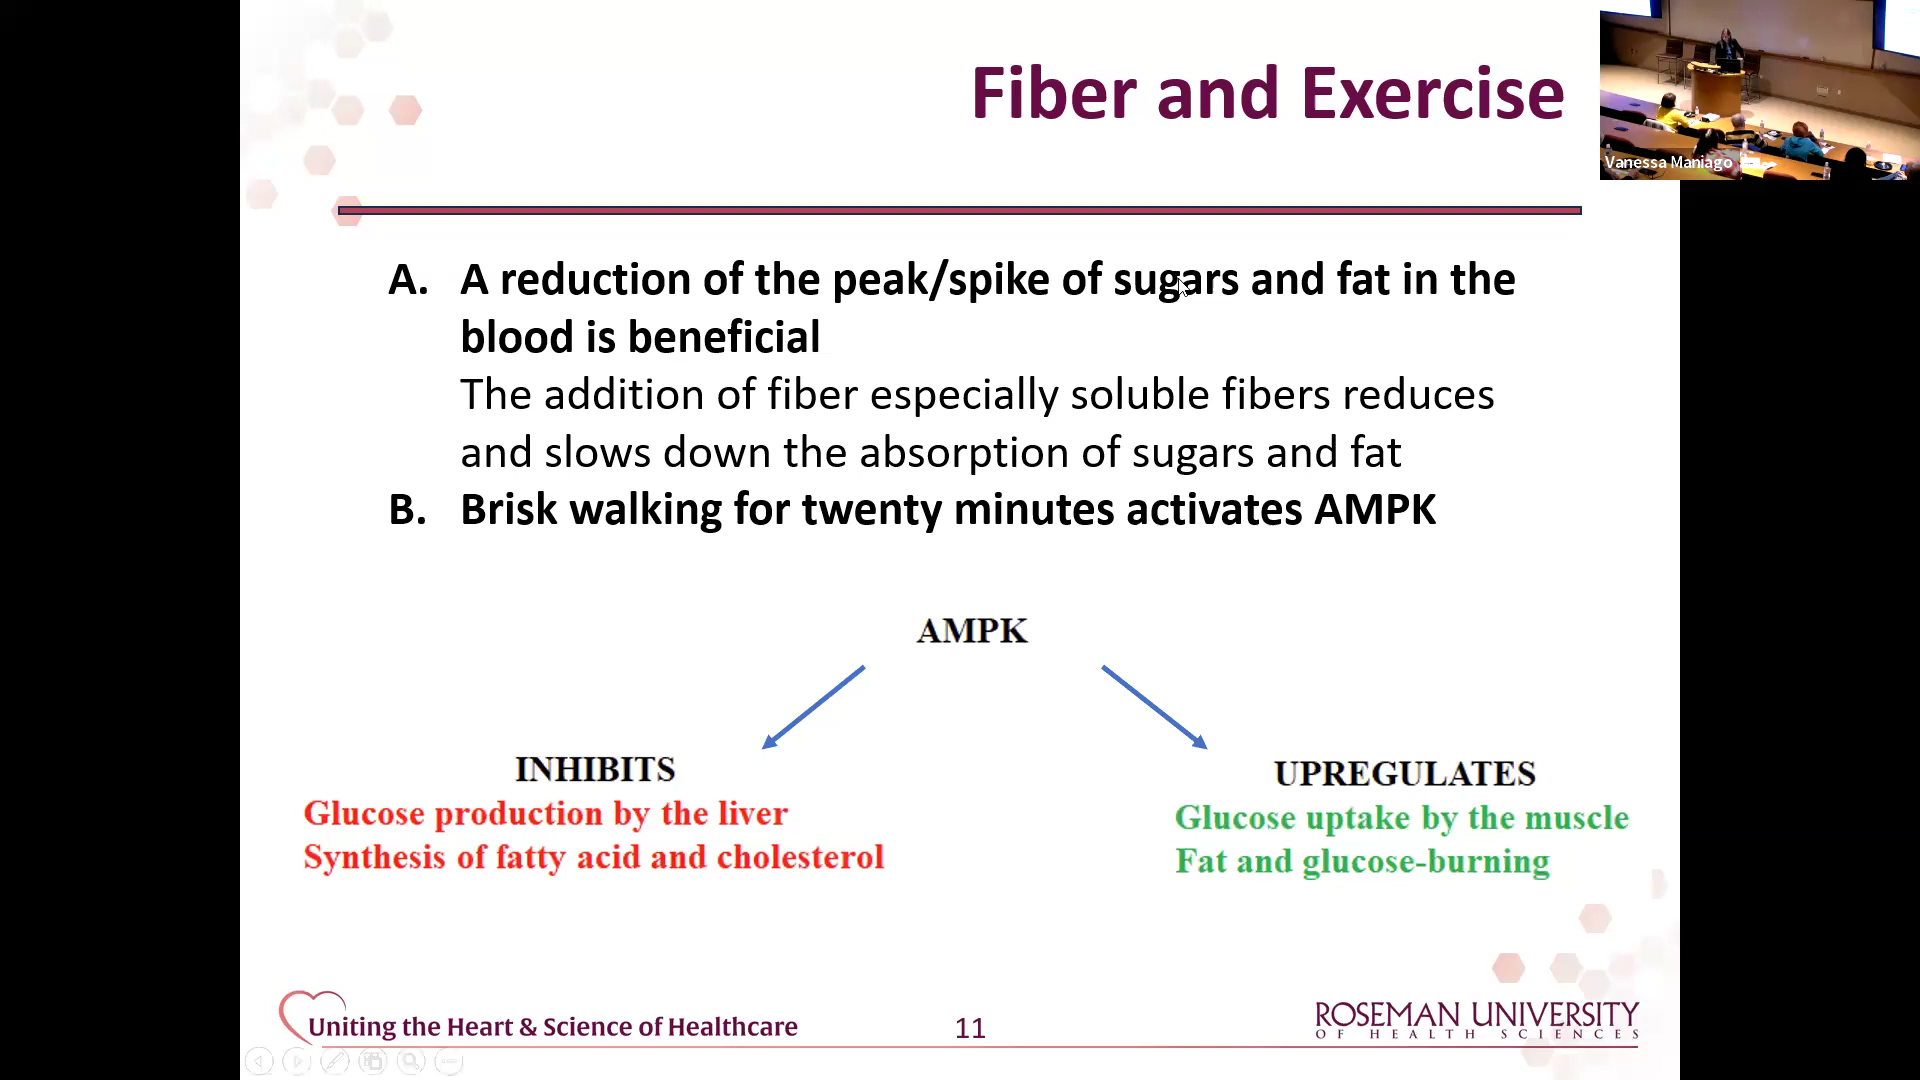 Fiber and Exercise
Vanessa Maniago
A. A reduction of the peak/spike of sugars and fat in the
blood is beneficial
The addition of fiber especially soluble fibers reduces
and slows down the absorption of sugars and fat
B. Brisk walking for twenty minutes activates AMPK
AMPK
INHIBITS
Glucose production by the liver
Synthesis of fatty acid and cholesterol
UPREGULATES
Glucose uptake by the muscle
Fat and glucose-burning
Uniting the Heart & Science of Healthcare
11
ROSEMAN UNIVERSITY
OF HEALTH SCIENCES